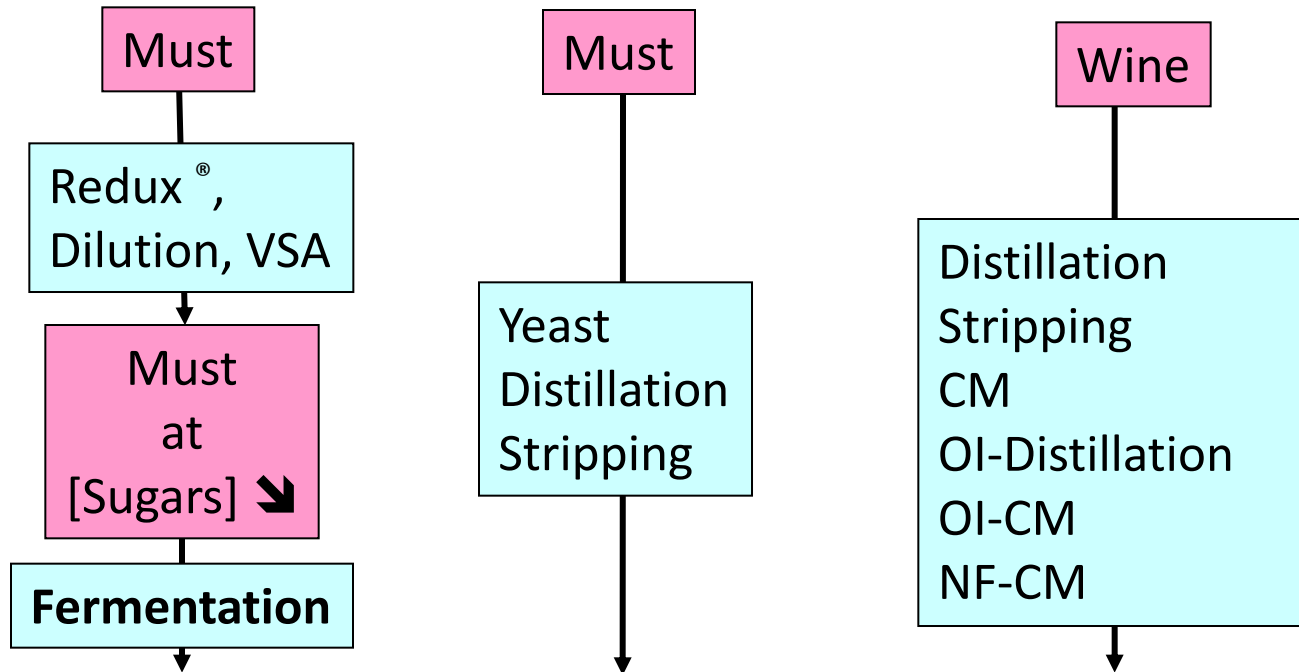 Must
Redux ®,
Dilution, VSA
Must
at
[Sugars] 🡾
Fermentation
Must
Yeast
Distillation
Stripping
Wine
Distillation
Stripping
CM
OI-Distillation
OI-CM
NF-CM